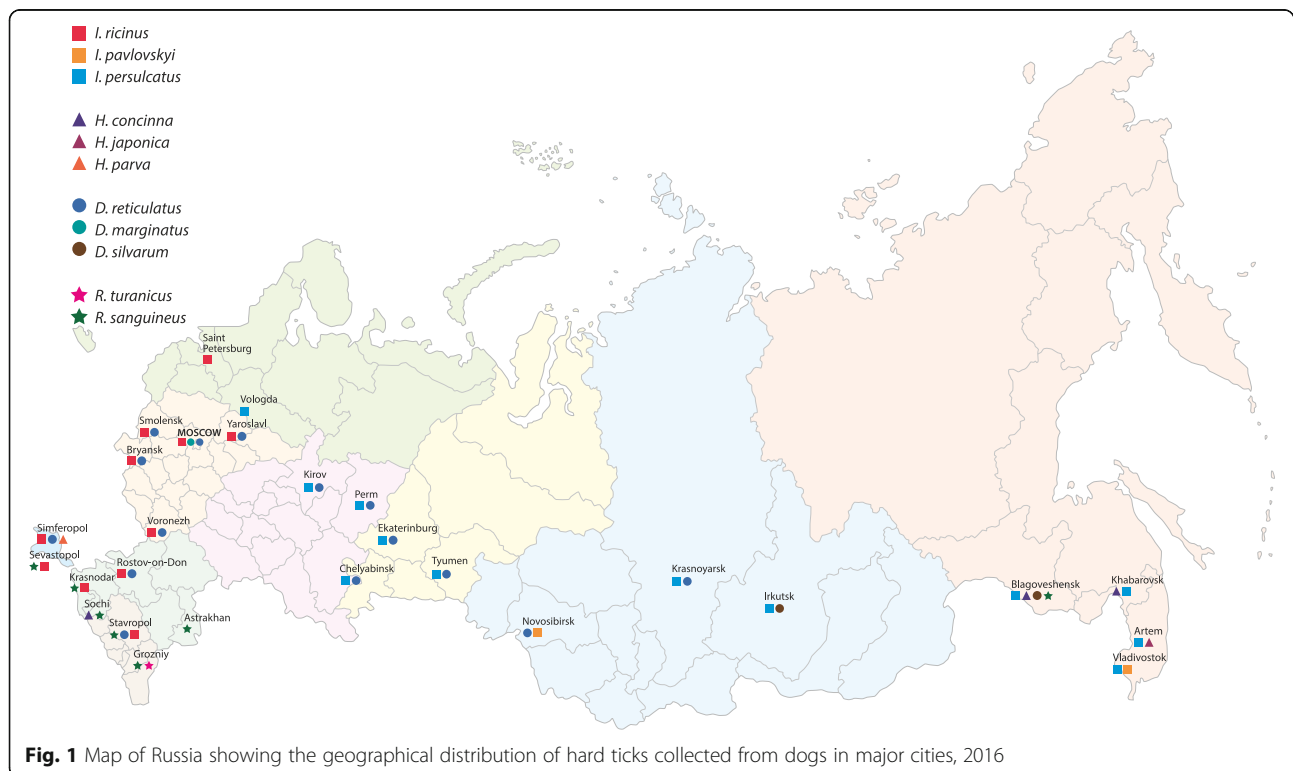 I. ricinus
I. pavlovskyi
I. persulcatus
H. concinna
H. japonica
H. parva
D. reticulatus
D. marginatus
D. silvarum
R. turanicus
R. sanguineus
Saint
Petersburg
Vologda
Smolensk
MOSCOW
Yaroslavl
Bryansk
Kirov
Perm
Simferopol
Voronezh
Ekaterinburg
Sevastopol
Rostov-on-Don
Chelyabinsk
Tyumen
Krasnoyarsk
Krasnodar
Irkutsk
Blagoveshensk
Khabarovsk
Sochi
Stavropol
Astrakhan
Novosibirsk
Artem
Grozniy
Vladivostok
Fig. 1 Map of Russia showing the geographical distribution of hard ticks collected from dogs in major cities, 2016